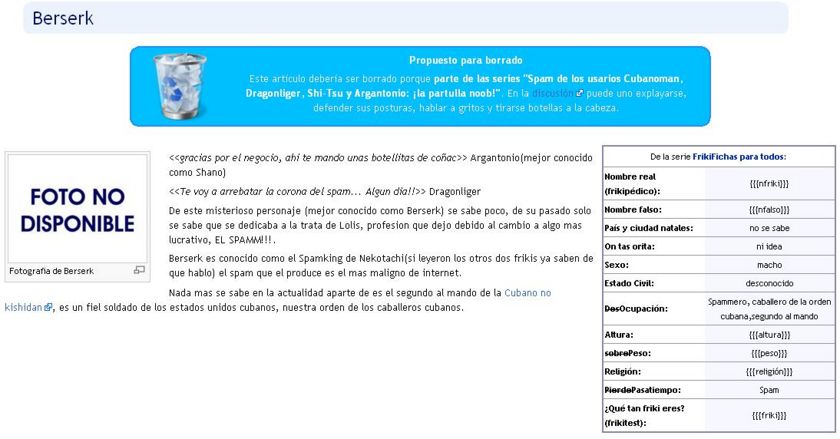 Berserk
Propuesto para borrado
Este artículo debería ser borrado porque parte de las series "Spam de los usarios Cubanoman,
Dragonliger, Shi-Tsu y Argantonio: ¡la partulla noob!". En la discusión puede uno explayarse,
defender sus posturas, hablar a gritos y tirarse botellas a la cabeza.
FOTO NO
DISPONIBLE
Fotografía de Berserk
<<gracias por el negocio, ahi te mando unas botellitas de coñac>> Argantonio(mejor conocido
como Shano)
<<Te voy a arrebatar la corona del spam... Algun día!!>> Dragonliger
De este misterioso personaje (mejor conocido como Berserk) se sabe poco, de su pasado solo
se sabe que se dedicaba a la trata de Lolis, profesion que dejo debido al cambio a algo mas
lucrativo, EL SPAMM!!!.
Berserk es conocido como el Spamking de Nekotachi(si leyeron los otros dos frikis ya saben de
que hablo) el spam que el produce es el mas maligno de internet.
Nada mas se sabe en la actualidad aparte de es el segundo al mando de la Cubano no
kishidan, es un fiel soldado de los estados unidos cubanos, nuestra orden de los caballeros cubanos.
De la serie FrikiFichas para todos:
Nombre real
(frikipédico): {{{nfriki}}}
Nombre falso: {{{nfalso}}}
País y ciudad natales: no se sabe
On tas orita: ni idea
Sexo: macho
Estado Civil: desconocido
DesOcupación: Spammero, caballero de la orden
cubana,segundo al mando
Altura: {{{altura}}}
sobrePeso: {{{peso}}}
Religión: {{{religión}}}
PierdePasatiempo: Spam
¿Qué tan friki eres?
(frikitest): {{{friki}}}